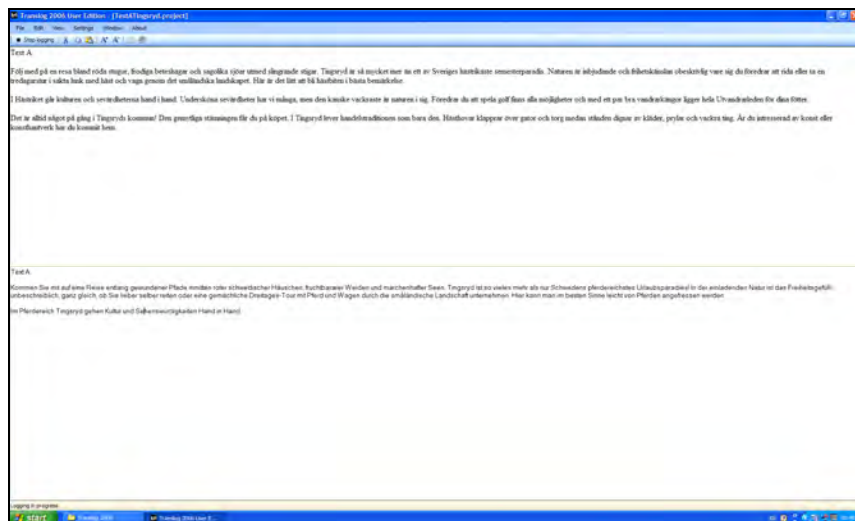 Translog 2006 User Edition - [TextATingsryd.project]
File Edit View Settings Window About
Stop logging
Text A
Följ med på en resa bland röda stugor, frodiga beteshagar och sagolika sjöar utmed slingrande stigar. Tingsryd är så mycket mer än ett av Sveriges hästrikaste semesterparadis. Naturen är inbjudande och frihetskänslan obeskrivlig vare sig du föredrar att rida eller ta en
tredagarstur i sakta lunk med häst och vagn genom det småländska landskapet. Här är det lätt att bli hästbiten i bästa bemärkelse.
I Hästriket går kulturen och sevärdheterna hand i hand. Undersköna sevärdheter har vi många, men den kanske vackraste är naturen i sig. Föredrar du att spela golf finns alla möjligheter och med ett par bra vandrarkängor ligger hela Utvandrarleden för dina fötter.
Det är alltid något på gång i Tingsryds kommun! Den gemytliga stämningen får du på köpet. I Tingsryd lever handelstraditionen som bara den. Hästhovar klapprar över gator och torg medan stånden dignar av kläder, prylar och vackra ting. Är du intresserad av konst eller
konsthantverk har du kommit hem.
Text A
Kommen Sie mit auf eine Reise entlang gewundener Pfade inmitten roter schwedischer Häuschen, fruchtbarer Weiden und märchenhafter Seen. Tingsryd ist so vieles mehr als nur Schwedens pferdereichstes Urlaubsparadies! In der einladenden Natur ist das Freiheitsgefühl
unbeschreiblich, ganz gleich, ob Sie lieber selber reiten oder eine gemächliche Dreitages-Tour mit Pferd und Wagen durch die småländische Landschaft unternehmen. Hier kann man im besten Sinne leicht von Pferden angefressen werden.
Im Pferdereich Tingsryd gehen Kultur und Sehenswürdigkeiten Hand in Hand
Logging in progress
start Translog 2006 Translog 2006 User E...